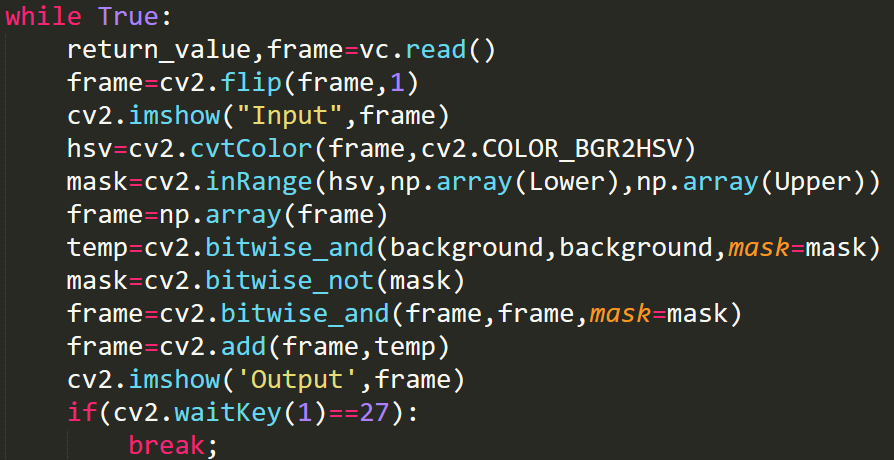 while True:
    return_value,frame=vc.read()
    frame=cv2.flip(frame,1)
    cv2.imshow("Input",frame)
    hsv=cv2.cvtColor(frame,cv2.COLOR_BGR2HSV)
    mask=cv2.inRange(hsv,np.array(Lower),np.array(Upper))
    frame=np.array(frame)
    temp=cv2.bitwise_and(background,background,mask=mask)
    mask=cv2.bitwise_not(mask)
    frame=cv2.bitwise_and(frame,frame,mask=mask)
    frame=cv2.add(frame,temp)
    cv2.imshow('Output',frame)
    if(cv2.waitKey(1)==27):
        break;